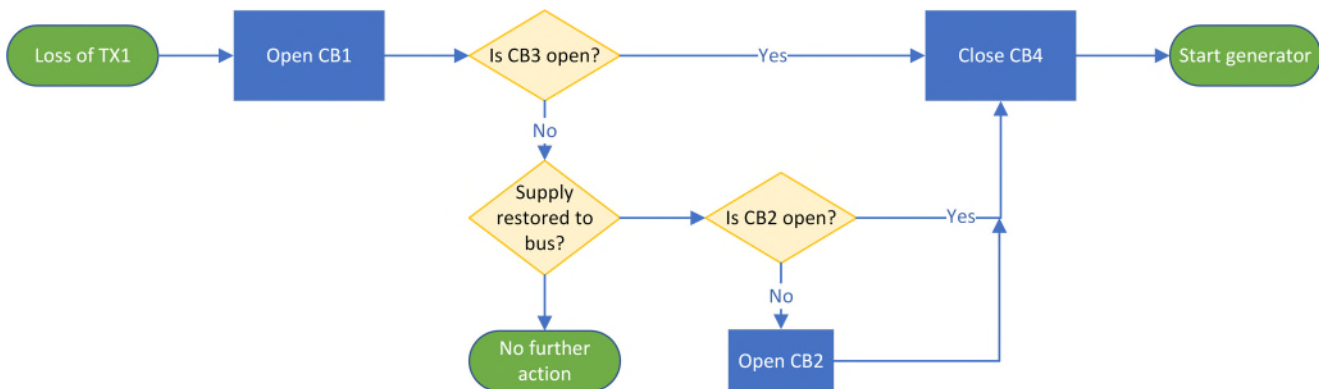 Loss of TX1
Open CB1
Is CB3 open?
Yes
Close CB4
Start generator
No
Supply
restored to
bus?
Is CB2 open?
Yes
No
No further
action
Open CB2